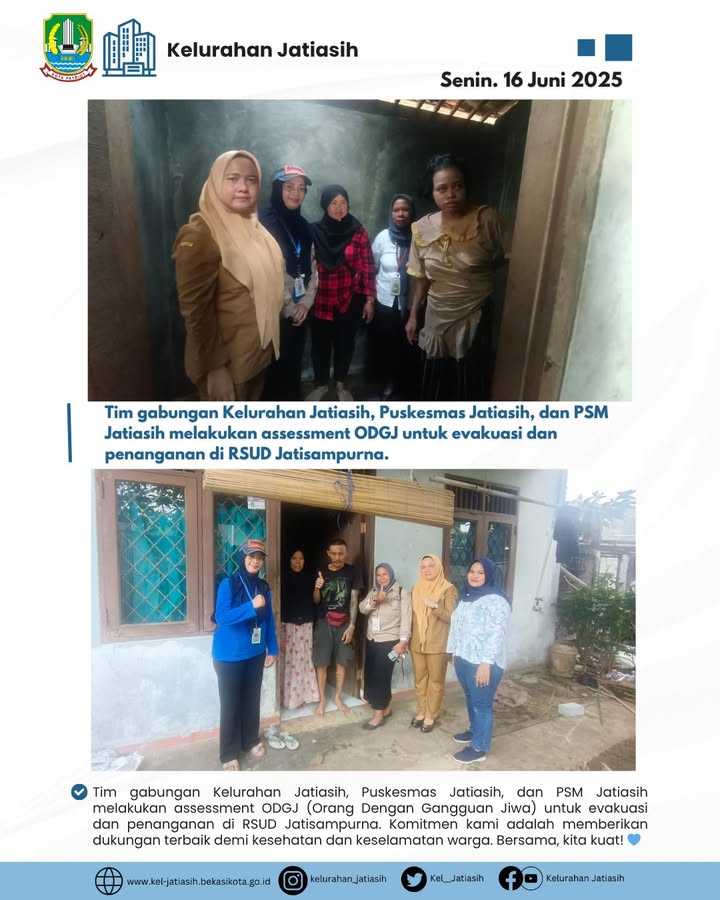 KOTA PATRIOT
Kelurahan Jatiasih
Senin. 16 Juni 2025
Tim gabungan Kelurahan Jatiasih, Puskesmas Jatiasih, dan PSM
Jatiasih melakukan assessment ODGJ untuk evakuasi dan
penanganan di RSUD Jatisampurna.
Tim gabungan Kelurahan Jatiasih, Puskesmas Jatiasih, dan PSM Jatiasih
melakukan assessment ODGJ (Orang Dengan Gangguan Jiwa) untuk evakuasi
dan penanganan di RSUD Jatisampurna. Komitmen kami adalah memberikan
dukungan terbaik demi kesehatan dan keselamatan warga. Bersama, kita kuat! 💙
www.kel-jatiasih.bekasikota.go.id kelurahan_jatiasih Kel__Jatiasih Kelurahan Jatiasih